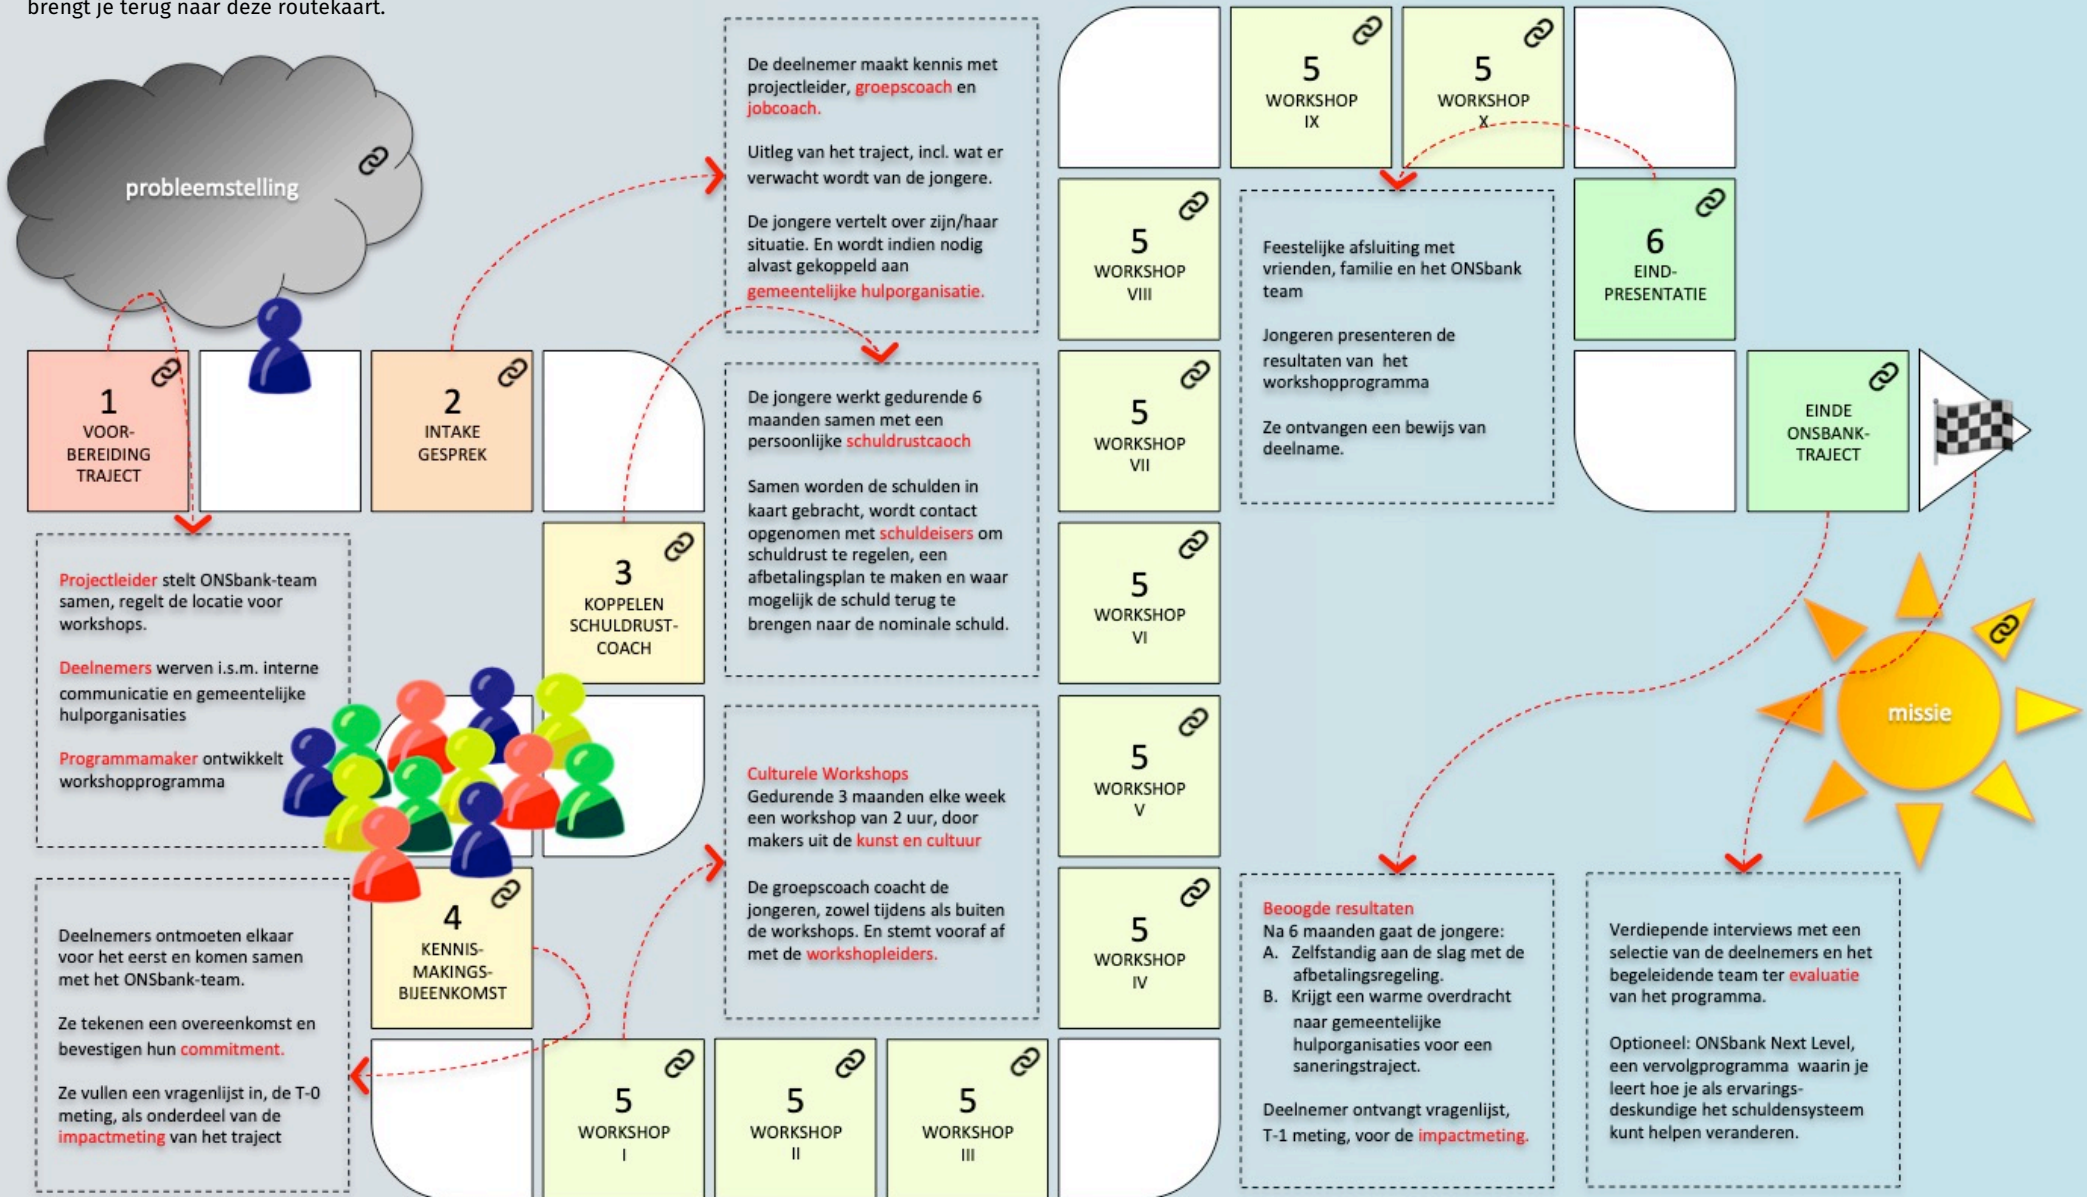 brengt je terug naar deze routekaart.
probleemstelling
1
VOOR-
BEREIDING
TRAJECT
Projectleider stelt ONSbank-team
samen, regelt de locatie voor
workshops.
Deelnemers werven i.s.m. interne
communicatie en gemeentelijke
hulporganisaties
Programmamaker ontwikkelt
workshopprogramma
2
INTAKE
GESPREK
De deelnemer maakt kennis met
projectleider, groepscoach en
jobcoach.
Uitleg van het traject, incl. wat er
verwacht wordt van de jongere.
De jongere vertelt over zijn/haar
situatie. En wordt indien nodig
alvast gekoppeld aan
gemeentelijke hulporganisatie.
3
KOPPELEN
SCHULDRUST-
COACH
De jongere werkt gedurende 6
maanden samen met een
persoonlijke schuldrustcaoch
Samen worden de schulden in
kaart gebracht, wordt contact
opgenomen met schuldeisers om
schuldrust te regelen, een
afbetalingsplan te maken en waar
mogelijk de schuld terug te
brengen naar de nominale schuld.
4
KENNIS-
MAKINGS-
BIJEENKOMST
Deelnemers ontmoeten elkaar
voor het eerst en komen samen
met het ONSbank-team.
Ze tekenen een overeenkomst en
bevestigen hun commitment.
Ze vullen een vragenlijst in, de T-0
meting, als onderdeel van de
impactmeting van het traject
5
WORKSHOP
I
5
WORKSHOP
II
5
WORKSHOP
III
Culturele Workshops
Gedurende 3 maanden elke week
een workshop van 2 uur, door
makers uit de kunst en cultuur
De groepscoach coacht de
jongeren, zowel tijdens als buiten
de workshops. En stemt vooraf af
met de workshopleiders.
5
WORKSHOP
IV
5
WORKSHOP
V
5
WORKSHOP
VI
5
WORKSHOP
VII
5
WORKSHOP
VIII
5
WORKSHOP
IX
5
WORKSHOP
X
6
EIND-
PRESENTATIE
Feestelijke afsluiting met
vrienden, familie en het ONSbank
team
Jongeren presenteren de
resultaten van het
workshopprogramma
Ze ontvangen een bewijs van
deelname.
EINDE
ONSBANK-
TRAJECT
missie
Beoogde resultaten
Na 6 maanden gaat de jongere:
A. Zelfstandig aan de slag met de
afbetalingsregeling.
B. Krijgt een warme overdracht
naar gemeentelijke
hulporganisaties voor een
saneringstraject.
Deelnemer ontvangt vragenlijst,
T-1 meting, voor de impactmeting.
Verdiepende interviews met een
selectie van de deelnemers en het
begeleidende team ter evaluatie
van het programma.
Optioneel: ONSbank Next Level,
een vervolgprogramma waarin je
leert hoe je als ervarings-
deskundige het schuldensysteem
kunt helpen veranderen.